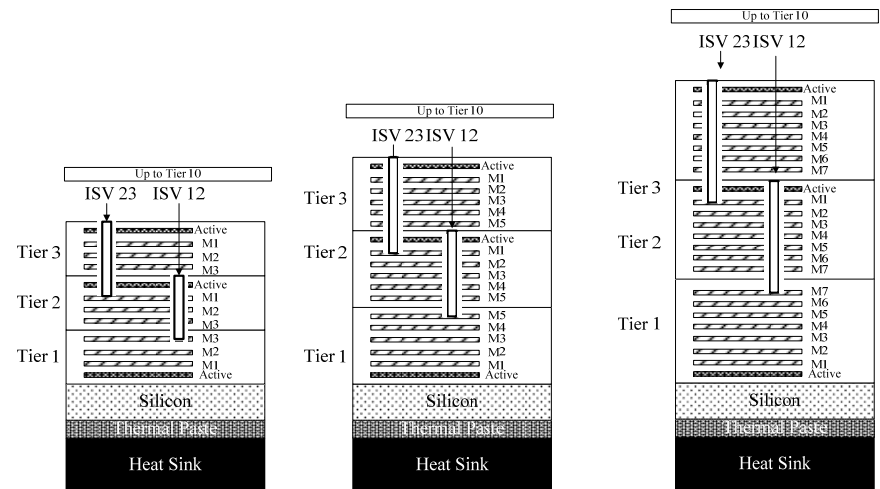 Up to Tier 10
ISV 23 ISV 12
Tier 3
Active
M1
M2
M3
Tier 2
Active
M1
M2
M3
Tier 1
M3
M2
M1
Active
Silicon
Thermal Paste
Heat Sink
Up to Tier 10
ISV 23 ISV 12
Tier 3
Active
M1
M2
M3
M4
M5
Tier 2
Active
M1
M2
M3
M4
M5
Tier 1
M5
M4
M3
M2
M1
Active
Silicon
Thermal Paste
Heat Sink
Up to Tier 10
ISV 23 ISV 12
Active
M1
M2
M3
M4
M5
M6
M7
Tier 3
Active
M1
M2
M3
M4
M5
M6
M7
Tier 2
M7
M6
M5
M4
M3
M2
M1
Active
Tier 1
Silicon
Thermal Paste
Heat Sink